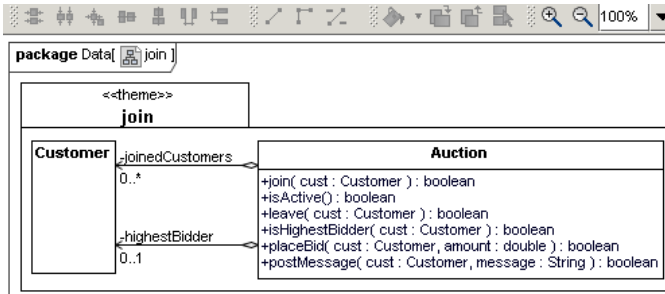 100%
package Data[ join ]
<<theme>>
join
Customer
-joinedCustomers
0..*
-highestBidder
0..1
Auction
+join( cust : Customer ) : boolean
+isActive() : boolean
+leave( cust : Customer ) : boolean
+isHighestBidder( cust : Customer ) : boolean
+placeBid( cust : Customer, amount : double ) : boolean
+postMessage( cust : Customer, message : String ) : boolean